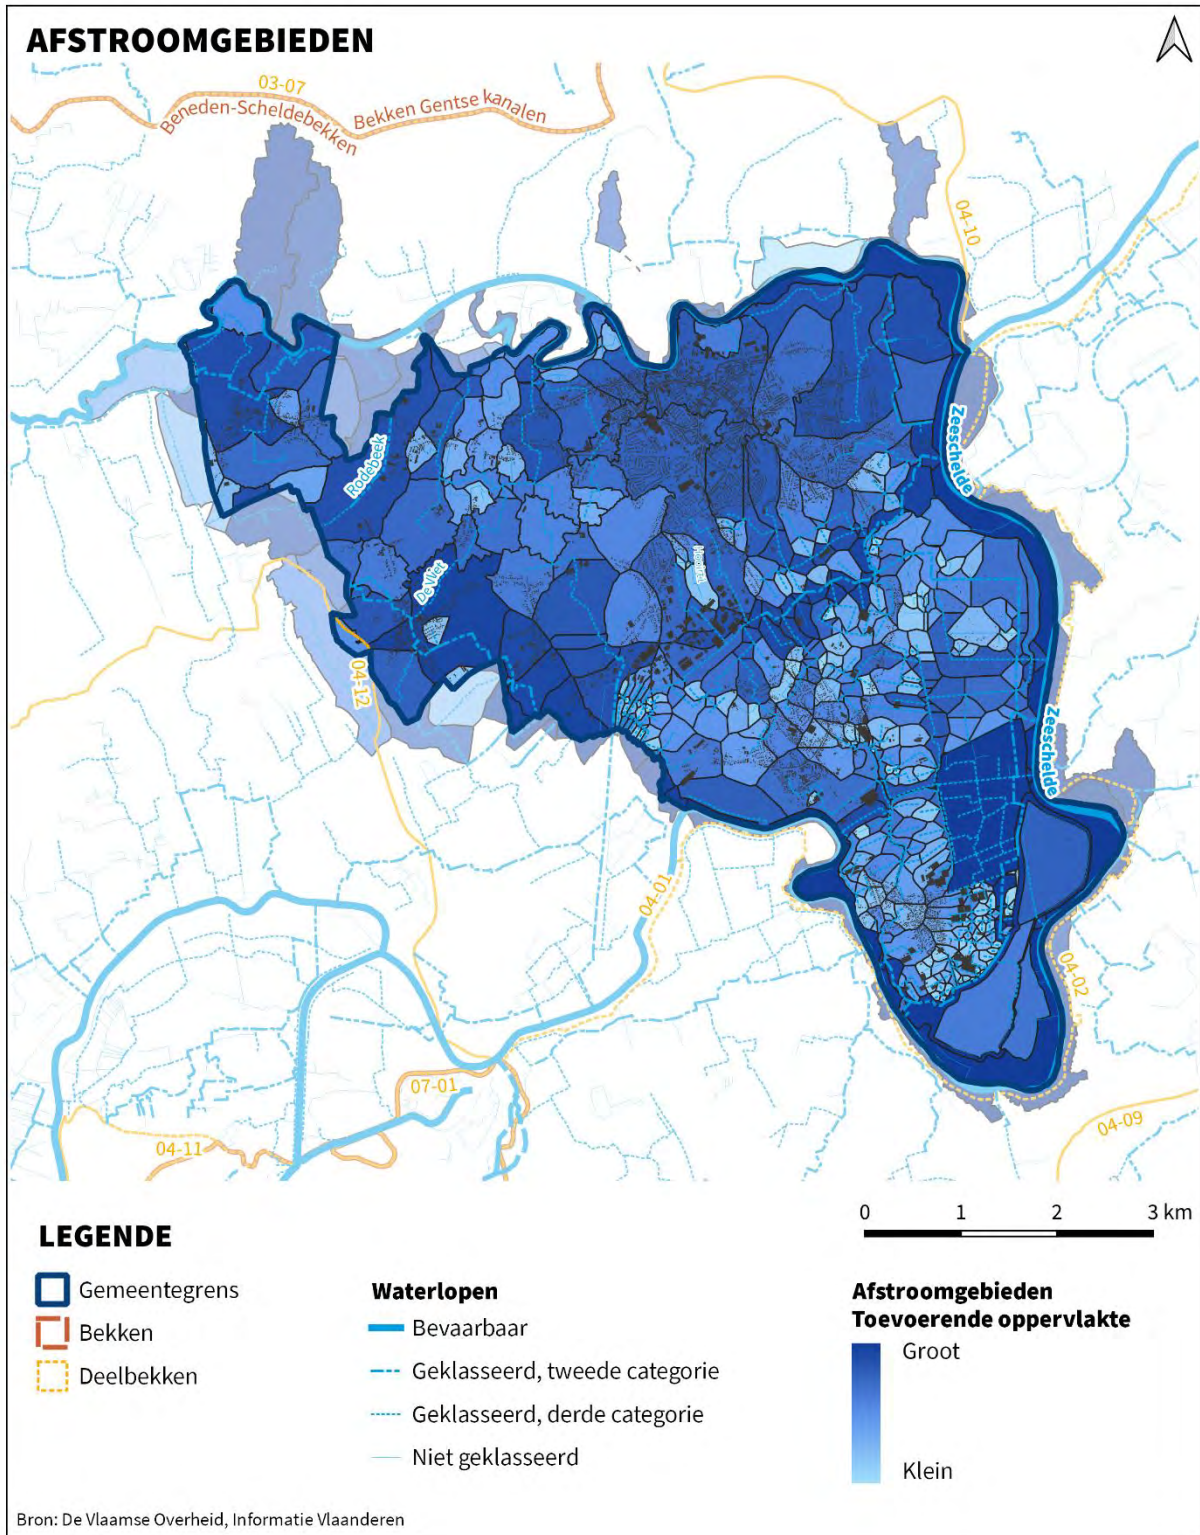 AFSTROOMGEBIEDEN
03-07
Beneden-Scheldebekken
Bekken Gentse kanalen
04-10
Zeeschelde
Rodebeek
De Vliet
04-12
Zeeschelde
04-01
04-02
07-01
04-11
04-09
0 1 2 3 km
LEGENDE
Gemeentegrens
Bekken
Deelbekken
Waterlopen
Bevaarbaar
Geklasseerd, tweede categorie
Geklasseerd, derde categorie
Niet geklasseerd
Afstroomgebieden
Toevoerende oppervlakte
Groot
Klein
Bron: De Vlaamse Overheid, Informatie Vlaanderen